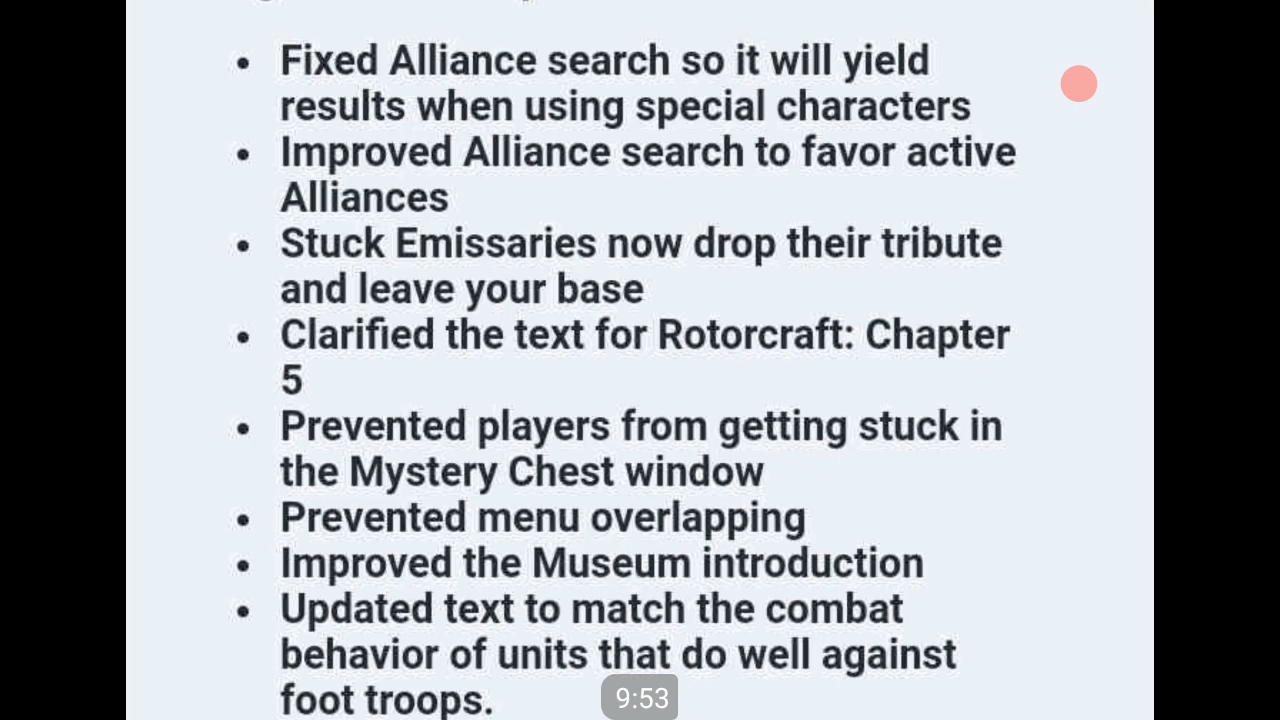 • Fixed Alliance search so it will yield
results when using special characters
• Improved Alliance search to favor active
Alliances
• Stuck Emissaries now drop their tribute
and leave your base
• Clarified the text for Rotorcraft: Chapter
5
• Prevented players from getting stuck in
the Mystery Chest window
• Prevented menu overlapping
• Improved the Museum introduction
• Updated text to match the combat
behavior of units that do well against
foot troops.
9:53